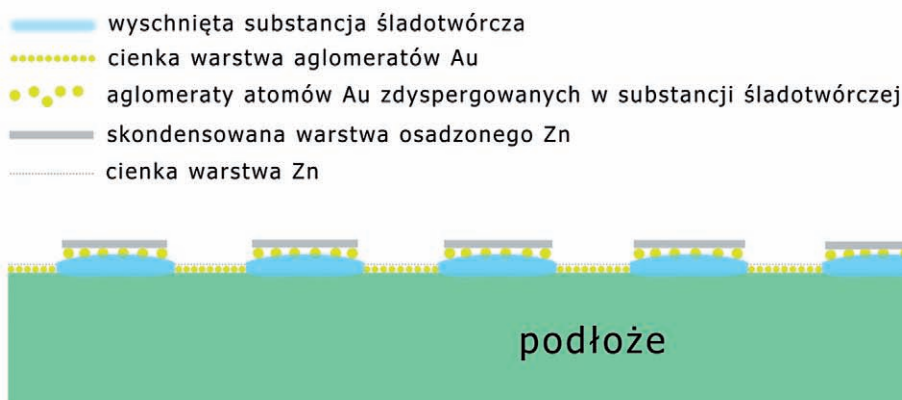 wyschnięta substancja śladotwórcza
cienka warstwa aglomeratów Au
aglomeraty atomów Au zdyspergowanych w substancji śladotwórczej
skondensowana warstwa osadzonego Zn
cienka warstwa Zn
podłoże